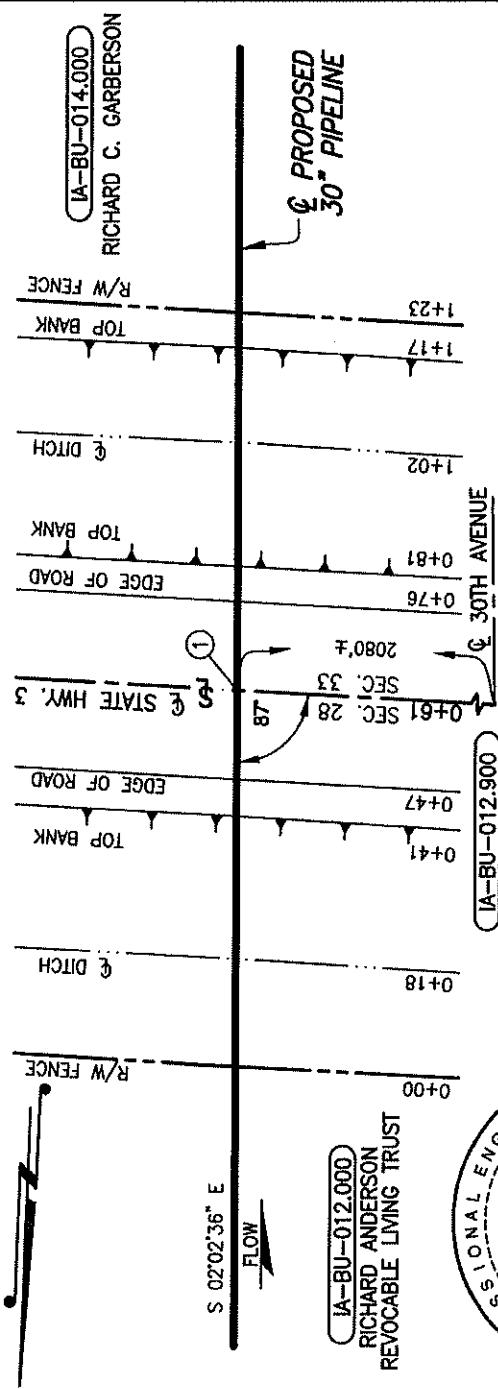 IA-BU-014.000
RICHARD C. GARBERSON
℄ PROPOSED
30" PIPELINE
R/W FENCE
1+23
TOP BANK
1+17
℄ DITCH
1+02
TOP BANK
0+81
EDGE OF ROAD
0+76
1
℄ STATE HWY. 3
2080'±
SEC. 33
SEC. 28
0+61
87°
℄ 30TH AVENUE
EDGE OF ROAD
0+47
TOP BANK
0+41
IA-BU-012.900
℄ DITCH
0+18
R/W FENCE
0+00
N
S 02°02'36" E
FLOW
IA-BU-012.000
RICHARD ANDERSON
REVOCABLE LIVING TRUST